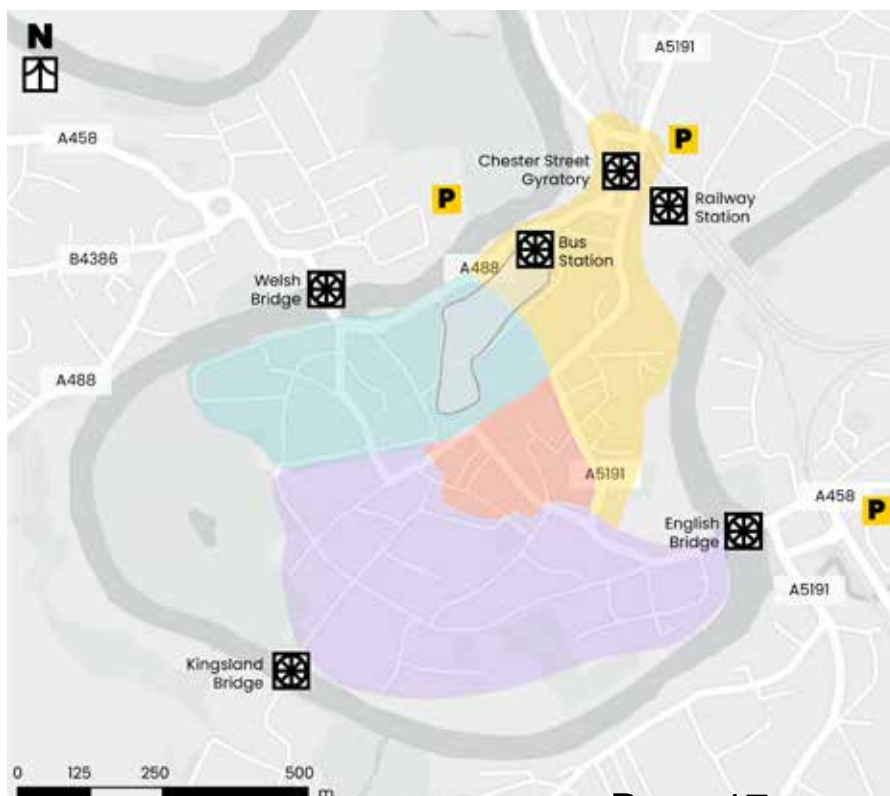 N
A5191
A458
P
Chester Street
Gyratory
P
Railway
Station
B4386
Bus
Station
A488
Welsh
Bridge
A488
A5191
A458
P
English
Bridge
A5191
Kingsland
Bridge
0 125 250 500
m